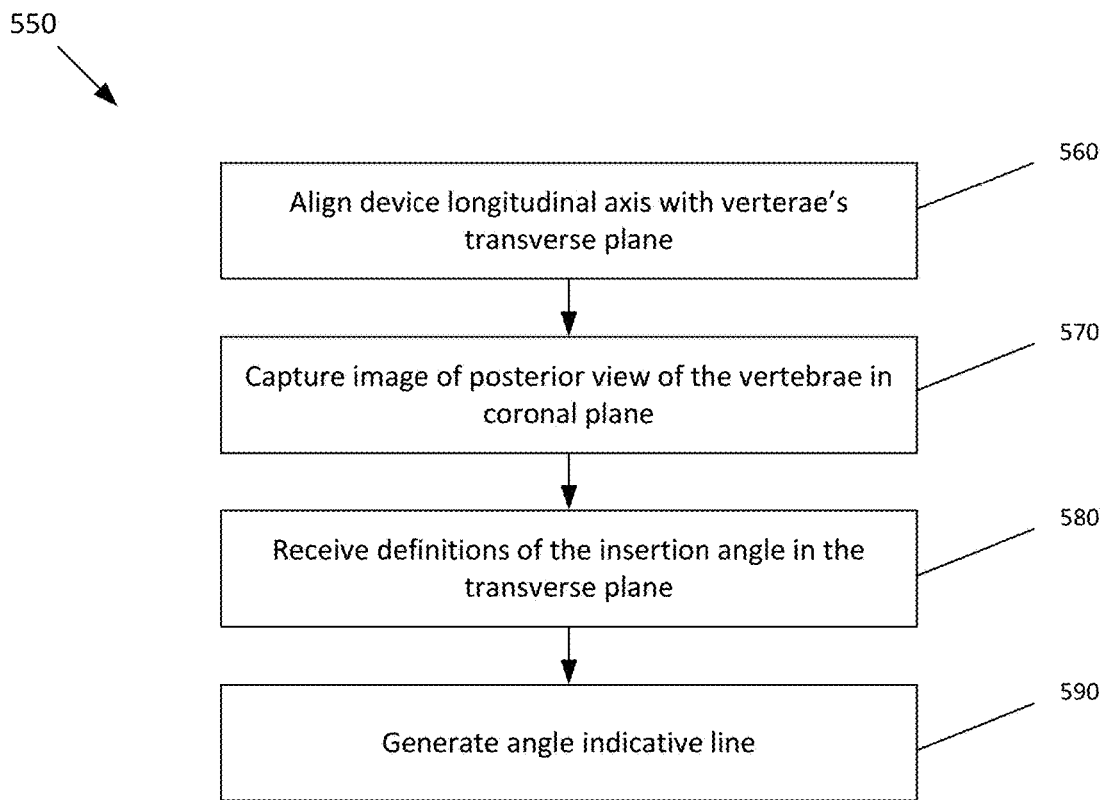 550
560
Align device longitudinal axis with verterae's
transverse plane
570
Capture image of posterior view of the vertebrae in
coronal plane
580
Receive definitions of the insertion angle in the
transverse plane
590
Generate angle indicative line